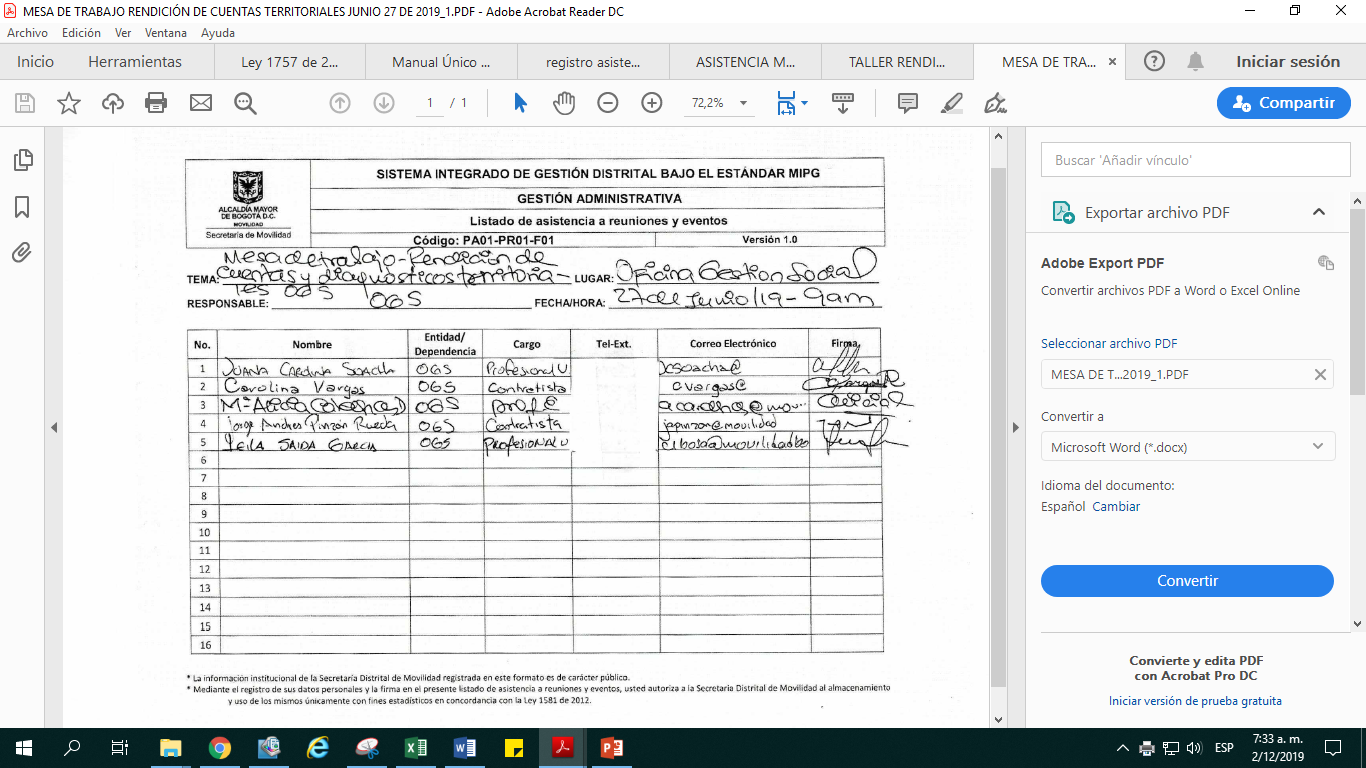 MESA DE TRABAJO RENDICIÓN DE CUENTAS TERRITORIALES JUNIO 27 DE 2019_1.PDF - Adobe Acrobat Reader DC
Archivo Edición Ver Ventana Ayuda
Inicio Herramientas Ley 1757 de 2... Manual Único ... registro asiste... ASISTENCIA M... TALLER RENDI... MESA DE TRA... Iniciar sesión
1 / 1 72,2% Compartir
SISTEMA INTEGRADO DE GESTIÓN DISTRITAL BAJO EL ESTÁNDAR MIPG
GESTIÓN ADMINISTRATIVA
Listado de asistencia a reuniones y eventos
Código: PA01-PR01-F01 Versión 1.0
ALCALDÍA MAYOR
DE BOGOTÁ D.C.
MOVILIDAD
Secretaría de Movilidad
Mesa de trabajo-Rendición de
TEMA: Cuentas y diagnósticos territoria- LUGAR: Oficina Gestion Social
les OGS
RESPONSABLE: OGS FECHA/HORA: 27 de Junio/19-9am
No. Nombre Entidad/ Dependencia Cargo Tel-Ext. Correo Electrónico Firma
1 JUANA CAROLINA SOACHA OGS Profesional U JCSoacha@
2 Carolina Vargas OGS Contratista cvargas@
3 Mª OGS Prof. E
4 Jorge Andres Pinzón Rueda OGS Contratista japinzon@movilidad
5 LEILA SAIDA GARCIA OGS PROFESIONAL U
6
7
8
9
10
11
12
13
14
15
16
* La información institucional de la Secretaría Distrital de Movilidad registrada en este formato es de carácter público.
* Mediante el registro de sus datos personales y la firma en el presente listado de asistencia a reuniones y eventos, usted autoriza a la Secretaría Distrital de Movilidad al almacenamiento
y uso de los mismos únicamente con fines estadísticos en concordancia con la Ley 1581 de 2012.
Buscar 'Añadir vínculo'
Exportar archivo PDF
Adobe Export PDF
Convertir archivos PDF a Word o Excel Online
Seleccionar archivo PDF
MESA DE T...2019_1.PDF
Convertir a
Microsoft Word (*.docx)
Idioma del documento:
Español Cambiar
Convertir
Convierte y edita PDF
con Acrobat Pro DC
Iniciar versión de prueba gratuita
ESP
7:33 a. m.
2/12/2019